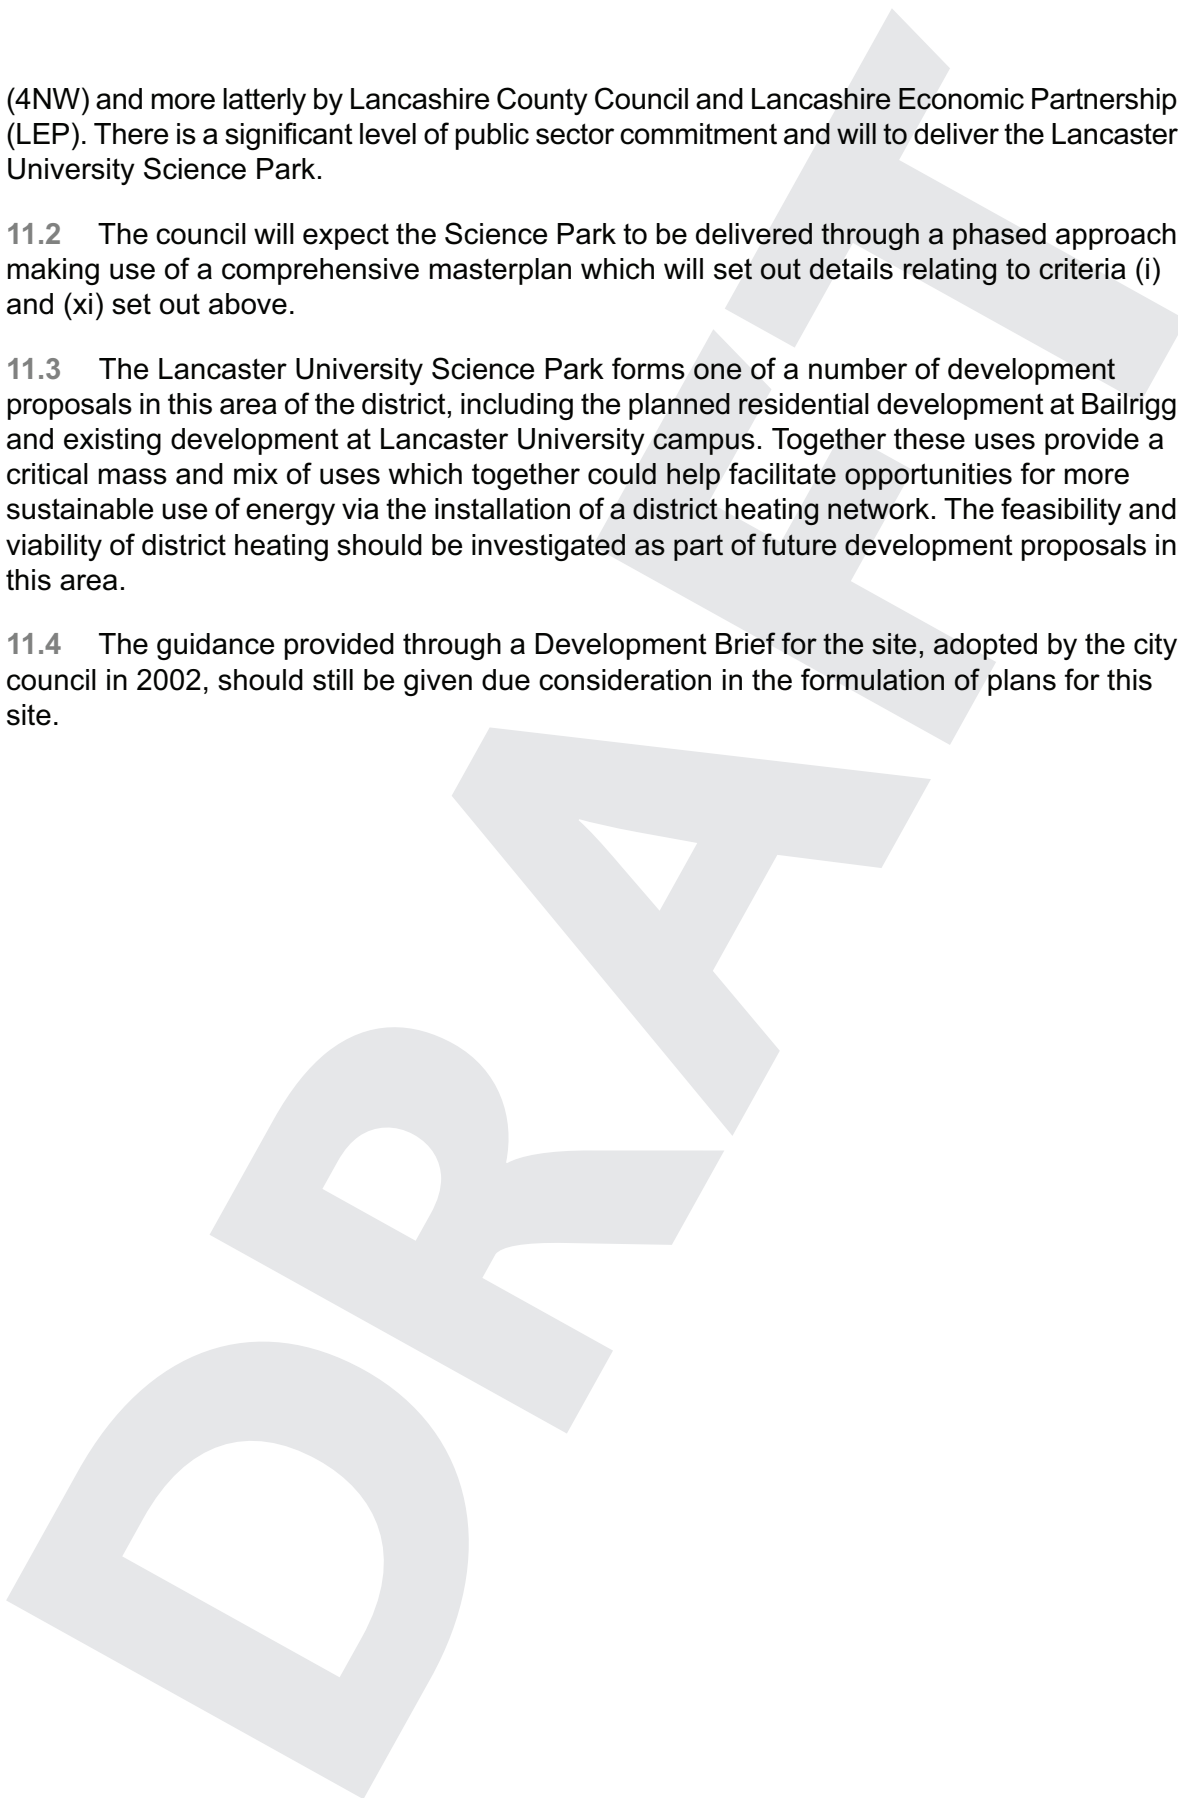 (4NW) and more latterly by Lancashire County Council and Lancashire Economic Partnership
(LEP). There is a significant level of public sector commitment and will to deliver the Lancaster
University Science Park.
11.2 The council will expect the Science Park to be delivered through a phased approach
making use of a comprehensive masterplan which will set out details relating to criteria (i)
and (xi) set out above.
11.3 The Lancaster University Science Park forms one of a number of development
proposals in this area of the district, including the planned residential development at Bailrigg
and existing development at Lancaster University campus. Together these uses provide a
critical mass and mix of uses which together could help facilitate opportunities for more
sustainable use of energy via the installation of a district heating network. The feasibility and
viability of district heating should be investigated as part of future development proposals in
this area.
11.4 The guidance provided through a Development Brief for the site, adopted by the city
council in 2002, should still be given due consideration in the formulation of plans for this
site.
DRAFT